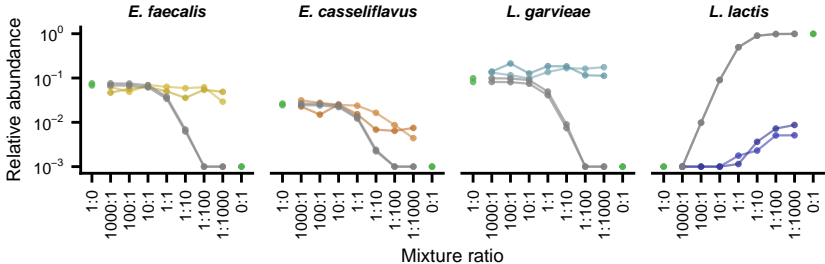 E. faecalis E. casseliflavus L. garvieae L. lactis
Relative abundance
10⁰
10⁻¹
10⁻²
10⁻³
1:0 1000:1 100:1 10:1 1:1 1:10 1:100 1:1000 0:1
1:0 1000:1 100:1 10:1 1:1 1:10 1:100 1:1000 0:1
1:0 1000:1 100:1 10:1 1:1 1:10 1:100 1:1000 0:1
1:0 1000:1 100:1 10:1 1:1 1:10 1:100 1:1000 0:1
Mixture ratio